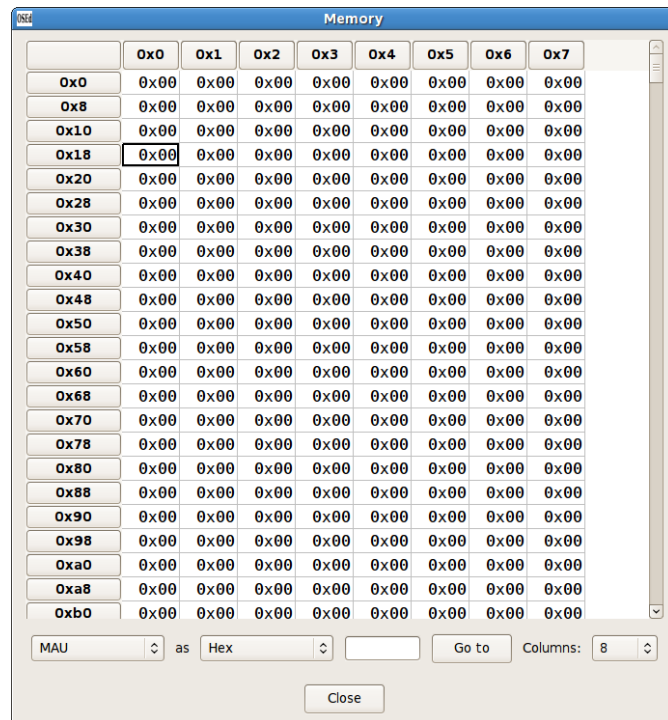 OSEd Memory
0x0 0x1 0x2 0x3 0x4 0x5 0x6 0x7
0x0 0x00 0x00 0x00 0x00 0x00 0x00 0x00 0x00
0x8 0x00 0x00 0x00 0x00 0x00 0x00 0x00 0x00
0x10 0x00 0x00 0x00 0x00 0x00 0x00 0x00 0x00
0x18 0x00 0x00 0x00 0x00 0x00 0x00 0x00 0x00
0x20 0x00 0x00 0x00 0x00 0x00 0x00 0x00 0x00
0x28 0x00 0x00 0x00 0x00 0x00 0x00 0x00 0x00
0x30 0x00 0x00 0x00 0x00 0x00 0x00 0x00 0x00
0x38 0x00 0x00 0x00 0x00 0x00 0x00 0x00 0x00
0x40 0x00 0x00 0x00 0x00 0x00 0x00 0x00 0x00
0x48 0x00 0x00 0x00 0x00 0x00 0x00 0x00 0x00
0x50 0x00 0x00 0x00 0x00 0x00 0x00 0x00 0x00
0x58 0x00 0x00 0x00 0x00 0x00 0x00 0x00 0x00
0x60 0x00 0x00 0x00 0x00 0x00 0x00 0x00 0x00
0x68 0x00 0x00 0x00 0x00 0x00 0x00 0x00 0x00
0x70 0x00 0x00 0x00 0x00 0x00 0x00 0x00 0x00
0x78 0x00 0x00 0x00 0x00 0x00 0x00 0x00 0x00
0x80 0x00 0x00 0x00 0x00 0x00 0x00 0x00 0x00
0x88 0x00 0x00 0x00 0x00 0x00 0x00 0x00 0x00
0x90 0x00 0x00 0x00 0x00 0x00 0x00 0x00 0x00
0x98 0x00 0x00 0x00 0x00 0x00 0x00 0x00 0x00
0xa0 0x00 0x00 0x00 0x00 0x00 0x00 0x00 0x00
0xa8 0x00 0x00 0x00 0x00 0x00 0x00 0x00 0x00
0xb0 0x00 0x00 0x00 0x00 0x00 0x00 0x00 0x00
MAU as Hex Go to Columns: 8
Close